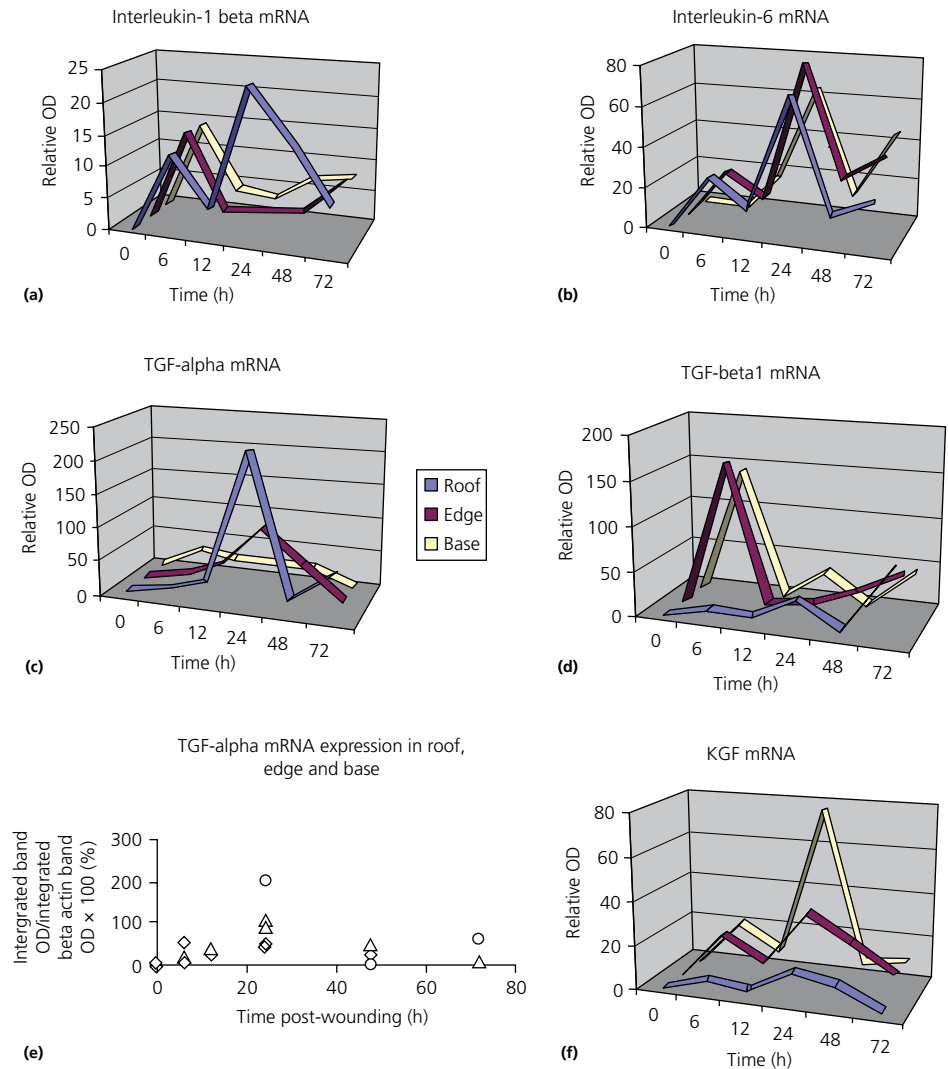 Interleukin-1 beta mRNA
25
20
15
10
5
0
Relative OD
0 6 12 24 48 72
Time (h)
(a)
Interleukin-6 mRNA
80
60
40
20
0
Relative OD
0 6 12 24 48 72
Time (h)
(b)
TGF-alpha mRNA
250
200
150
100
50
0
Relative OD
0 6 12 24 48 72
Time (h)
(c)
Roof
Edge
Base
TGF-beta1 mRNA
200
150
100
50
0
Relative OD
0 6 12 24 48 72
Time (h)
(d)
TGF-alpha mRNA expression in roof,
edge and base
Intergrated band
OD/integrated
beta actin band
OD × 100 (%)
300
200
100
0
0 20 40 60 80
Time post-wounding (h)
(e)
KGF mRNA
80
60
40
20
0
Relative OD
0 6 12 24 48 72
Time (h)
(f)